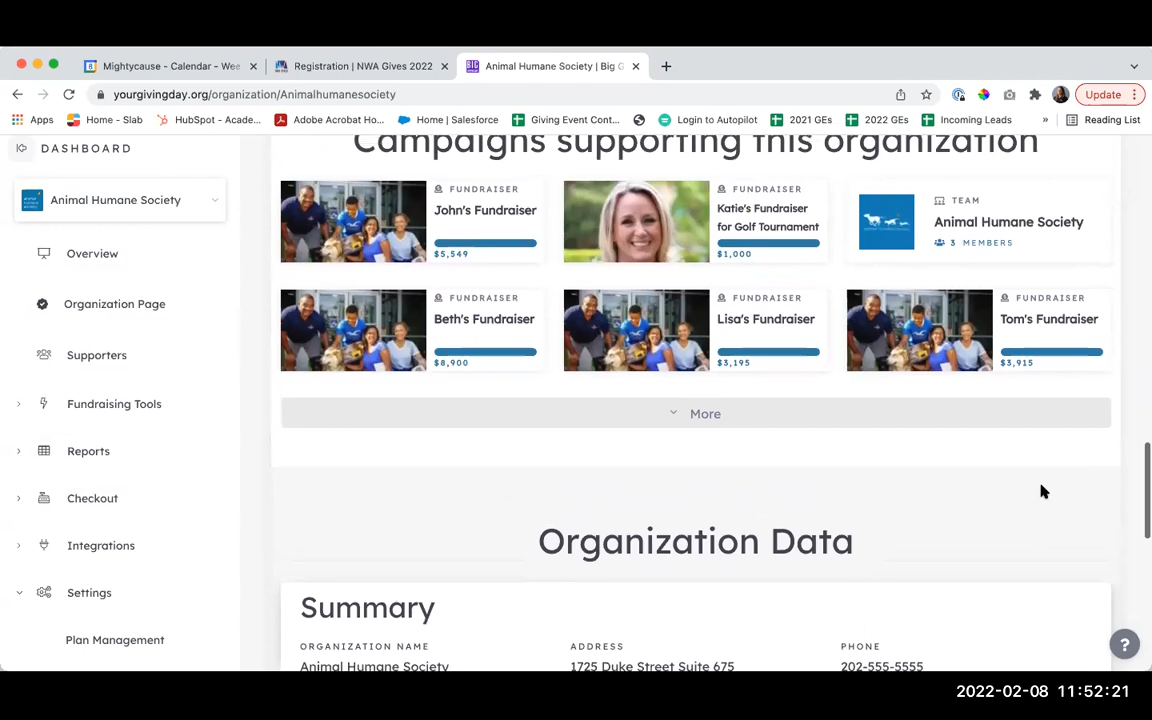 Mightycause - Calendar - Wee
Registration | NWA Gives 2022
Animal Humane Society | Big G
yourgivingday.org/organization/Animalhumanesociety
Update
Apps
Home - Slab
HubSpot - Acade...
Adobe Acrobat Ho...
Home | Salesforce
Giving Event Cont...
Login to Autopilot
2021 GEs
2022 GEs
Incoming Leads
»
Reading List
DASHBOARD
Animal Humane Society
Overview
Organization Page
Supporters
Fundraising Tools
Reports
Checkout
Integrations
Settings
Plan Management
Campaigns supporting this organization
FUNDRAISER
John's Fundraiser
$5,549
FUNDRAISER
Katie's Fundraiser
for Golf Tournament
$1,000
TEAM
Animal Humane Society
3 MEMBERS
FUNDRAISER
Beth's Fundraiser
$8,900
FUNDRAISER
Lisa's Fundraiser
$3,195
FUNDRAISER
Tom's Fundraiser
$3,915
More
Organization Data
Summary
ORGANIZATION NAME
Animal Humane Society
ADDRESS
1725 Duke Street Suite 675
PHONE
202-555-5555
?
2022-02-08 11:52:21